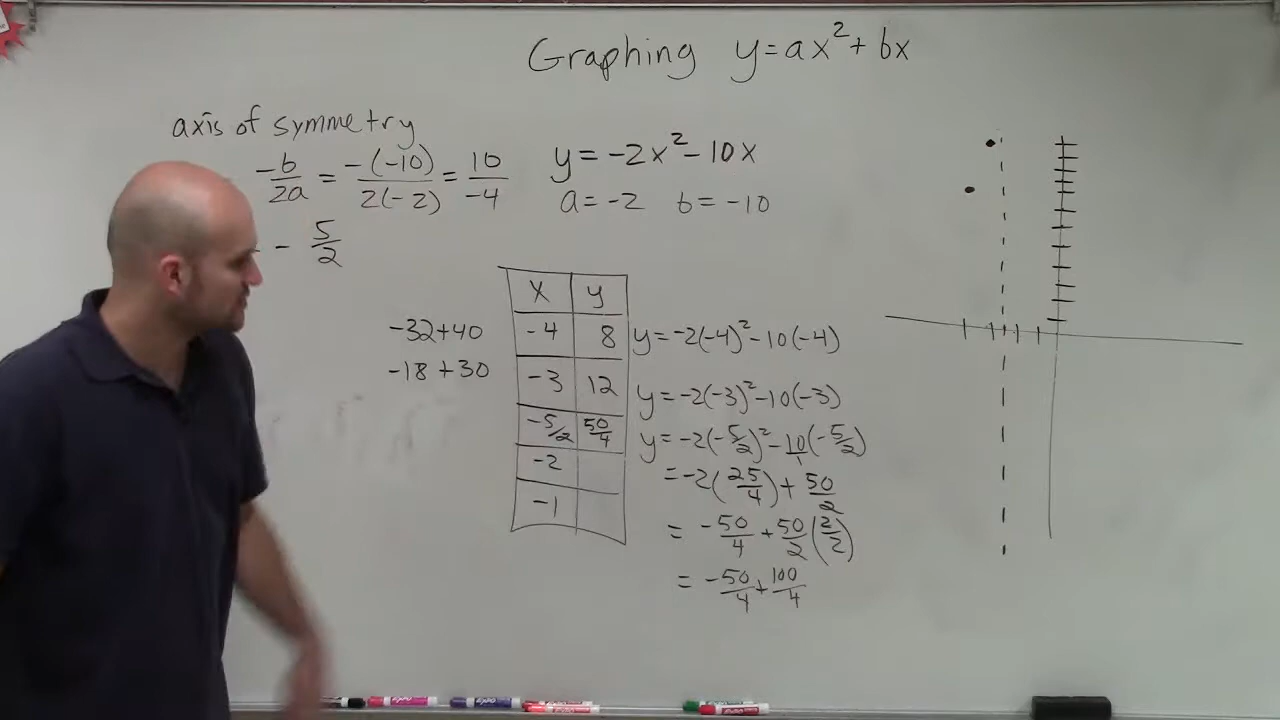 Graphing y=ax²+bx
axis of symmetry
-b/2a = -(-10)/2(-2) = 10/-4
- 5/2
y = -2x² - 10x
a = -2 b = -10
x y
-4 8
-3 12
-5/2 50/4
-2
-1
-32+40
-18+30
y = -2(-4)² - 10(-4)
y = -2(-3)² - 10(-3)
y = -2(-5/2)² - 10/1(-5/2)
= -2(25/4) + 50/2
= -50/4 + 50/2(2/2)
= -50/4 + 100/4